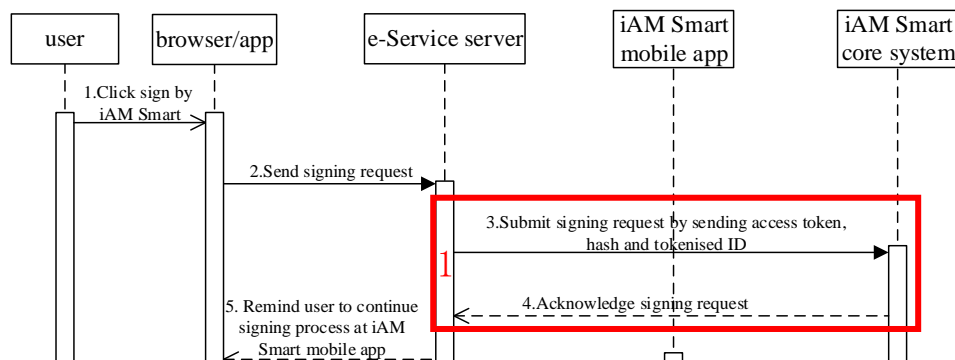 user
browser/app
e-Service server
iAM Smart
mobile app
iAM Smart
core system
1.Click sign by
iAM Smart
2.Send signing request
3.Submit signing request by sending access token,
hash and tokenised ID
1
4.Acknowledge signing request
5. Remind user to continue
signing process at iAM
Smart mobile app